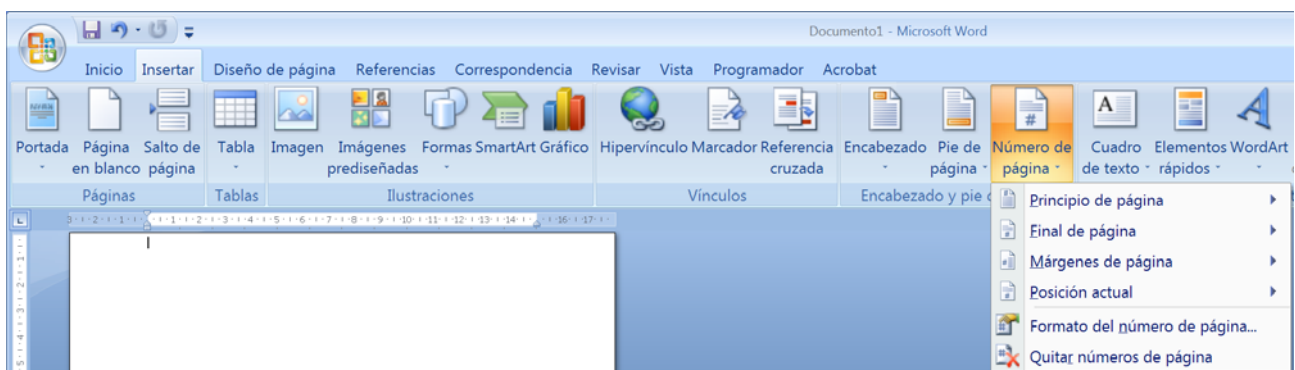 Documento1 - Microsoft Word
Inicio Insertar Diseño de página Referencias Correspondencia Revisar Vista Programador Acrobat
Portada Página en blanco Salto de página Tabla Imagen Imágenes prediseñadas Formas SmartArt Gráfico Hipervínculo Marcador Referencia cruzada Encabezado Pie de página Número de página Cuadro de texto Elementos rápidos WordArt
Páginas Tablas Ilustraciones Vínculos Encabezado y pie
Principio de página
Final de página
Márgenes de página
Posición actual
Formato del número de página...
Quitar números de página